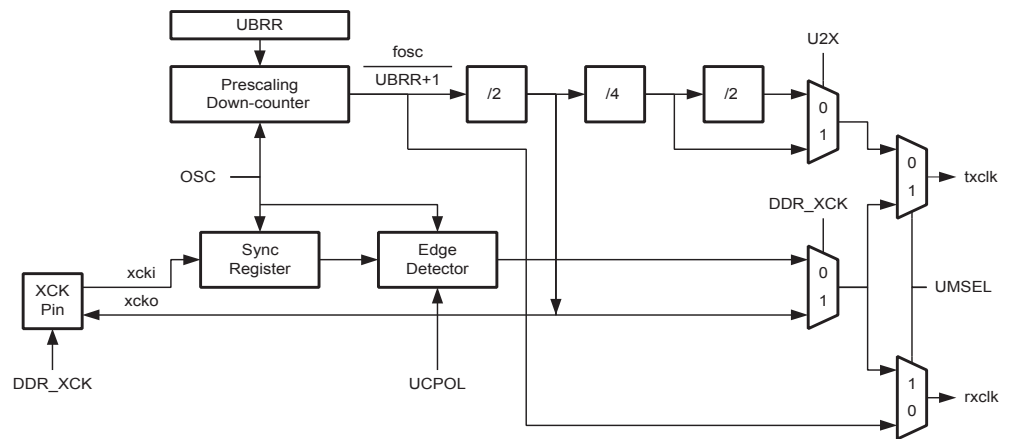 UBRR
fosc
UBRR+1
U2X
Prescaling
Down-counter
/2
/4
/2
0
1
OSC
0
1
txclk
DDR_XCK
Sync
Register
Edge
Detector
0
1
xcki
XCK
Pin
xcko
UMSEL
DDR_XCK
UCPOL
1
0
rxclk